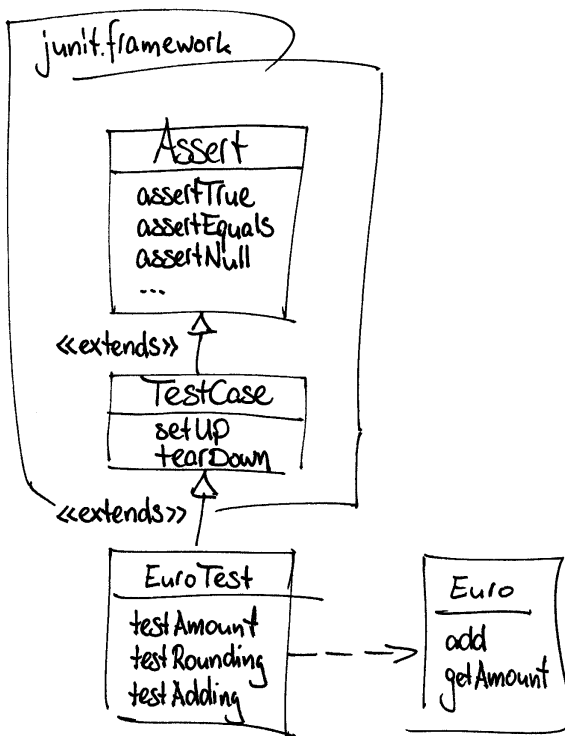 junit.framework
Assert
assertTrue
assertEquals
assertNull
...
<<extends>>
TestCase
setUp
tearDown
<<extends>>
EuroTest
testAmount
testRounding
testAdding
Euro
add
getAmount